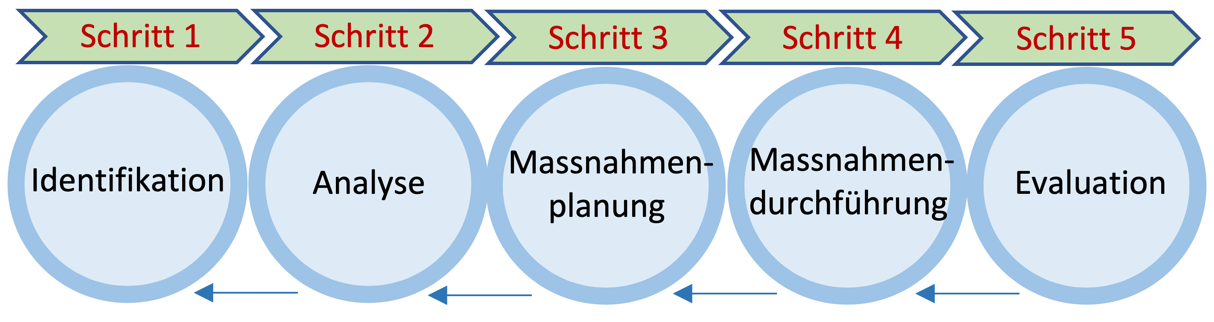 Schritt 1
Schritt 2
Schritt 3
Schritt 4
Schritt 5
Identifikation
Analyse
Massnahmen-
planung
Massnahmen-
durchführung
Evaluation